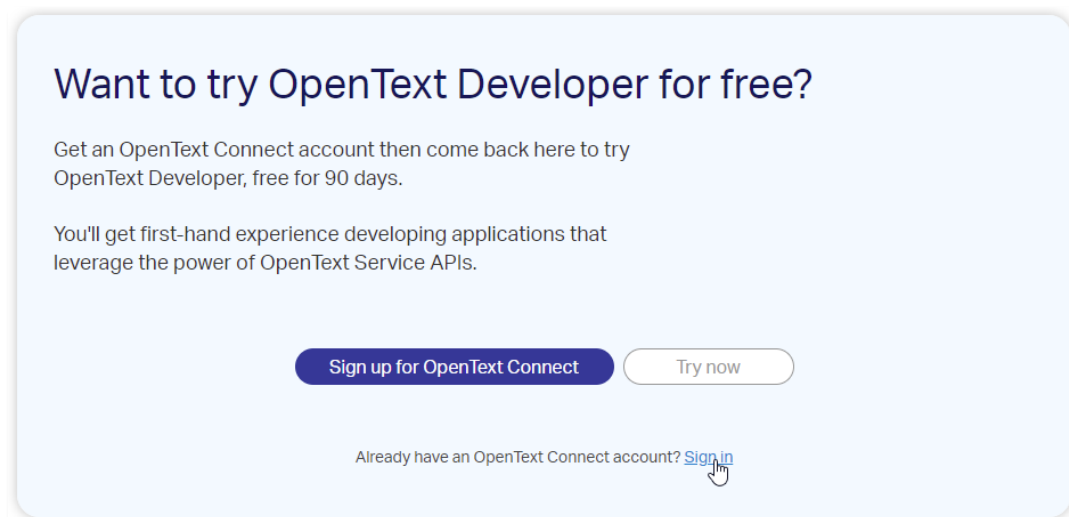 Want to try OpenText Developer for free?
Get an OpenText Connect account then come back here to try
OpenText Developer, free for 90 days.
You'll get first-hand experience developing applications that
leverage the power of OpenText Service APIs.
Sign up for OpenText Connect
Try now
Already have an OpenText Connect account? Sign in